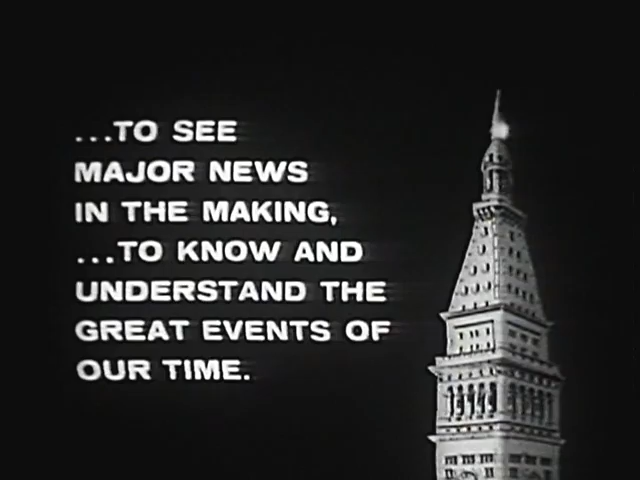 ...TO SEE
MAJOR NEWS
IN THE MAKING,
...TO KNOW AND
UNDERSTAND THE
GREAT EVENTS OF
OUR TIME.